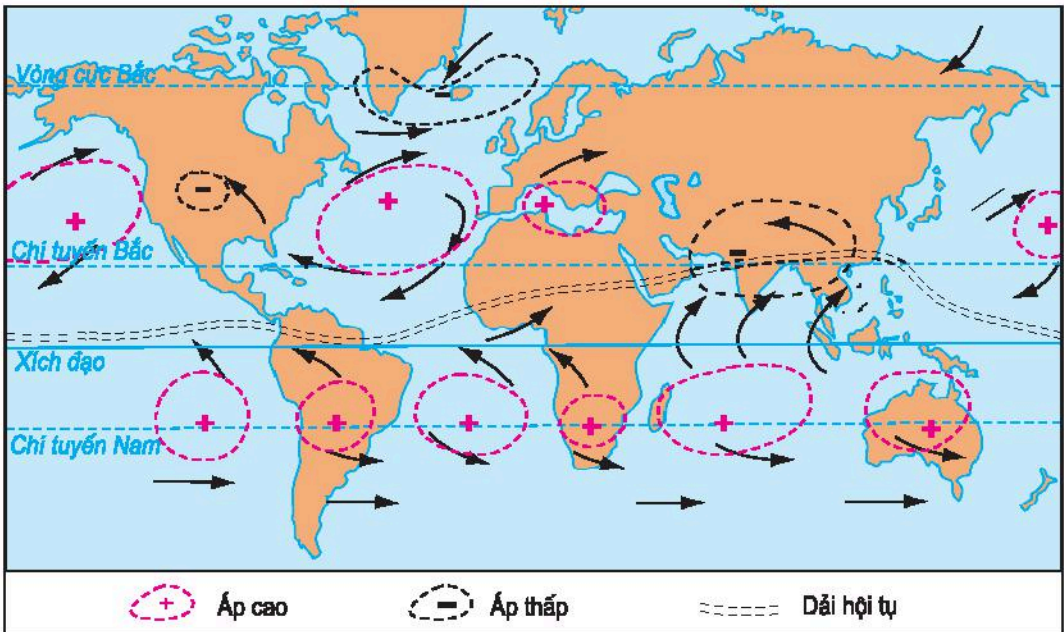 Vòng cực Bắc
Chí tuyến Bắc
Xích đạo
Chí tuyến Nam
+ Áp cao
- Áp thấp
Dải hội tụ